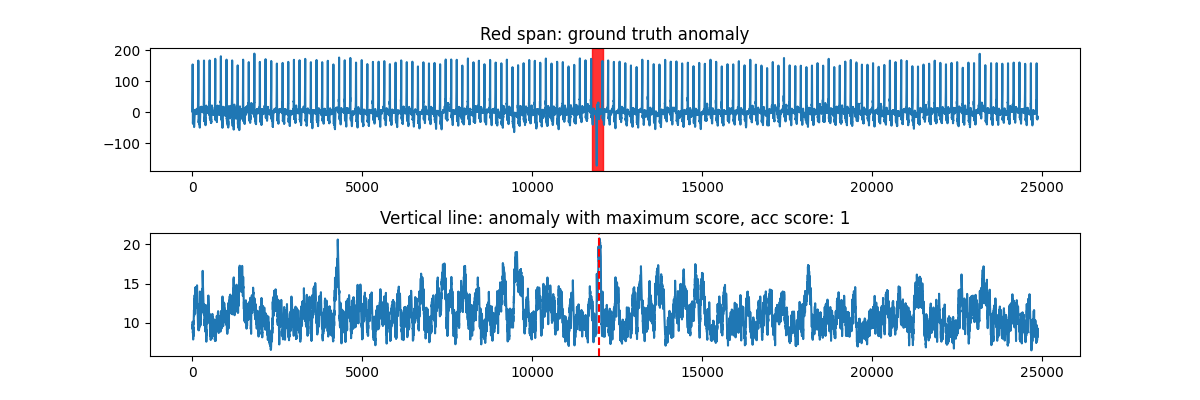 Red span: ground truth anomaly
200
100
0
−100
0 5000 10000 15000 20000 25000
Vertical line: anomaly with maximum score, acc score: 1
20
15
10
0 5000 10000 15000 20000 25000